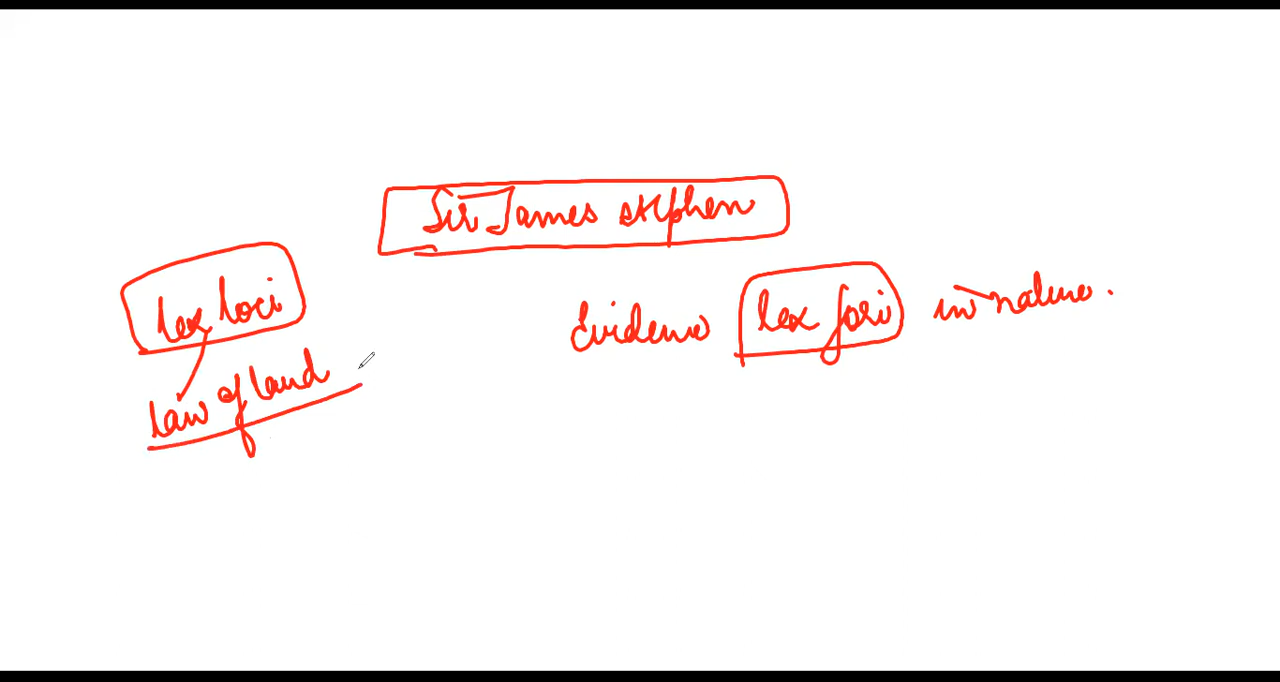 Sir James stephen
lex loci
Evidence lex fori in nature.
law of land